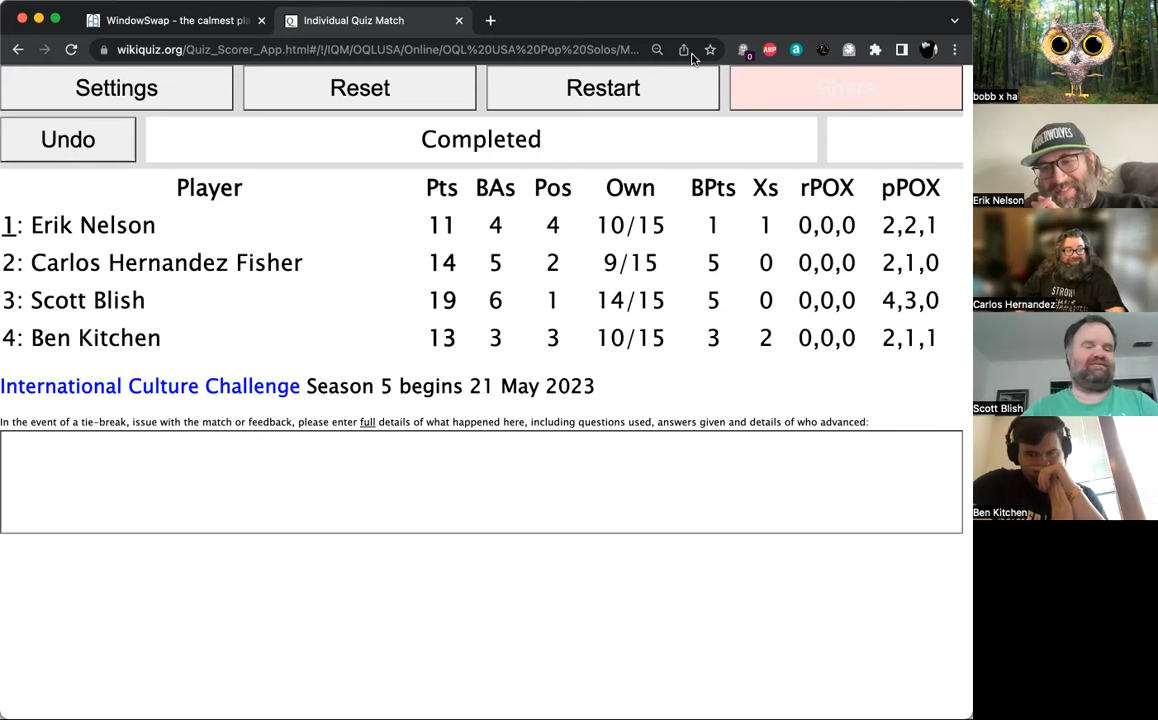 WindowSwap - the calmest pl
Individual Quiz Match
wikiquiz.org/Quiz_Scorer_App.html#/!/IQM/OQLUSA/Online/OQL%20USA%20Pop%20Solos/M...
0
ABP
Settings
Reset
Restart
Share
Undo
Completed
Player Pts BAs Pos Own BPts Xs rPOX pPOX
1: Erik Nelson 11 4 4 10/15 1 1 0,0,0 2,2,1
2: Carlos Hernandez Fisher 14 5 2 9/15 5 0 0,0,0 2,1,0
3: Scott Blish 19 6 1 14/15 5 0 0,0,0 4,3,0
4: Ben Kitchen 13 3 3 10/15 3 2 0,0,0 2,1,1
International Culture Challenge Season 5 begins 21 May 2023
In the event of a tie-break, issue with the match or feedback, please enter full details of what happened here, including questions used, answers given and details of who advanced:
bobb x ha
Erik Nelson
Carlos Hernandez
Scott Blish
Ben Kitchen